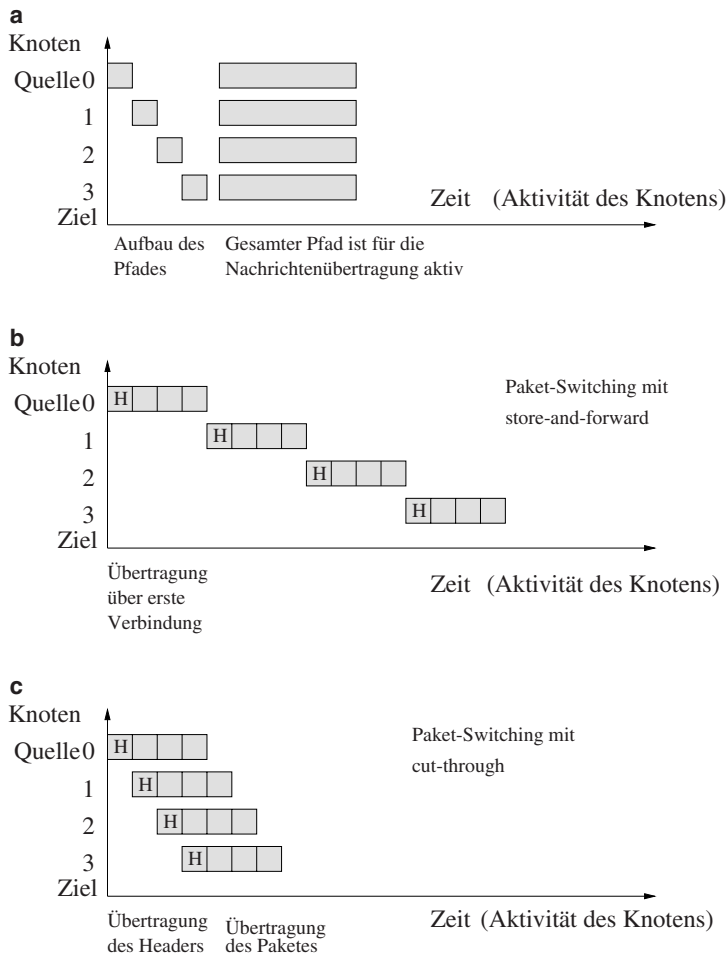 a
Knoten
Quelle 0
1
2
3
Ziel
Zeit (Aktivität des Knotens)
Aufbau des
Pfades
Gesamter Pfad ist für die
Nachrichtenübertragung aktiv
b
Knoten
Quelle 0
H
1
H
2
H
3
H
Ziel
Paket-Switching mit
store-and-forward
Übertragung
über erste
Verbindung
Zeit (Aktivität des Knotens)
c
Knoten
Quelle 0
H
1
H
2
H
3
H
Ziel
Paket-Switching mit
cut-through
Übertragung
des Headers
Übertragung
des Paketes
Zeit (Aktivität des Knotens)